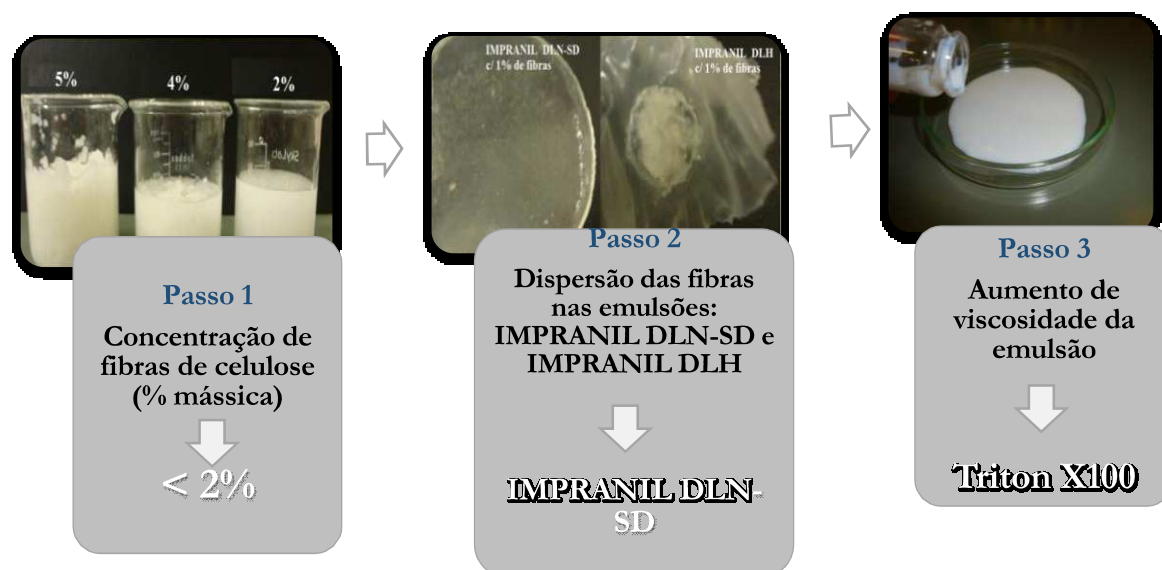 5%
4%
2%
Passo 1
Concentração de
fibras de celulose
(% mássica)
< 2%
IMPRANIL DLN-SD
c/ 1% de fibras
IMPRANIL DLH
c/ 1% de fibras
Passo 2
Dispersão das fibras
nas emulsões:
IMPRANIL DLN-SD e
IMPRANIL DLH
IMPRANIL DLN-
SD
Passo 3
Aumento de
viscosidade da
emulsão
Triton X100